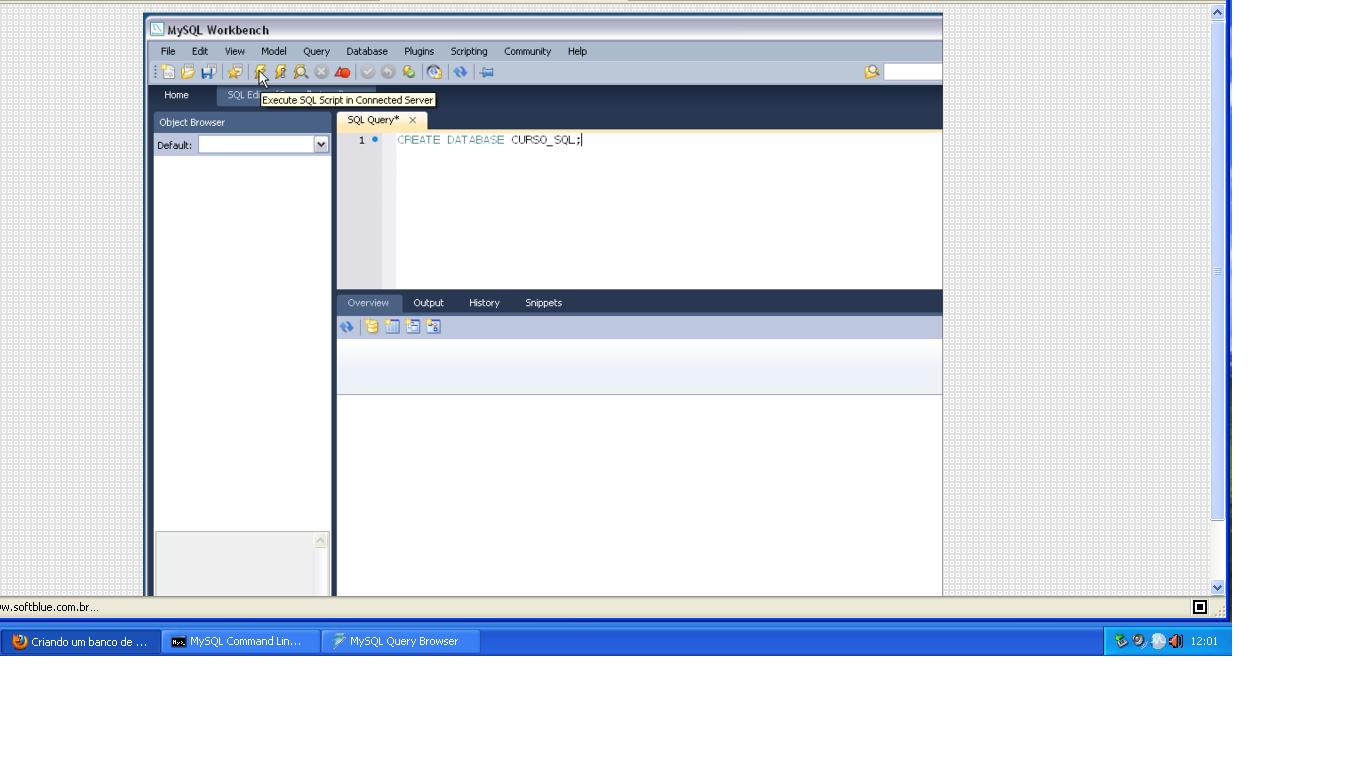 MySQL Workbench
File Edit View Model Query Database Plugins Scripting Community Help
Home SQL Ed
Execute SQL Script in Connected Server
Object Browser
SQL Query*
Default:
1 CREATE DATABASE CURSO_SQL;
Overview Output History Snippets
w.softblue.com.br...
Criando um banco de ... MySQL Command Lin... MySQL Query Browser 12:01